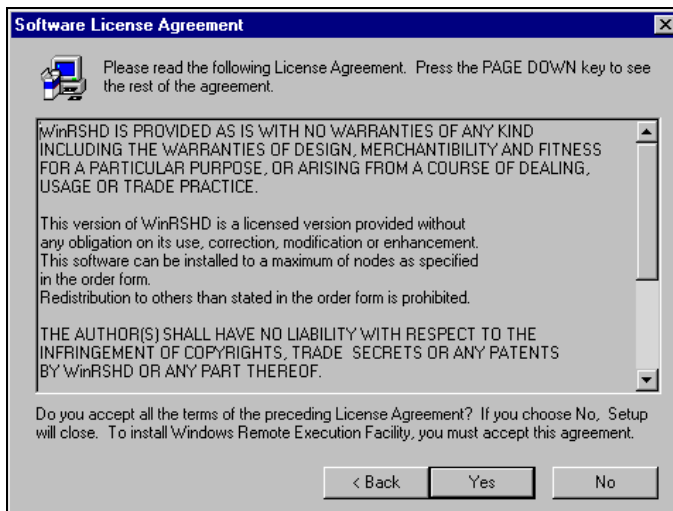 Software License Agreement
Please read the following License Agreement. Press the PAGE DOWN key to see
the rest of the agreement.
WinRSHD IS PROVIDED AS IS WITH NO WARRANTIES OF ANY KIND
INCLUDING THE WARRANTIES OF DESIGN, MERCHANTIBILITY AND FITNESS
FOR A PARTICULAR PURPOSE, OR ARISING FROM A COURSE OF DEALING,
USAGE OR TRADE PRACTICE.
This version of WinRSHD is a licensed version provided without
any obligation on its use, correction, modification or enhancement.
This software can be installed to a maximum of nodes as specified
in the order form.
Redistribution to others than stated in the order form is prohibited.
THE AUTHOR(S) SHALL HAVE NO LIABILITY WITH RESPECT TO THE
INFRINGEMENT OF COPYRIGHTS, TRADE SECRETS OR ANY PATENTS
BY WinRSHD OR ANY PART THEREOF.
Do you accept all the terms of the preceding License Agreement? If you choose No, Setup
will close. To install Windows Remote Execution Facility, you must accept this agreement.
< Back Yes No